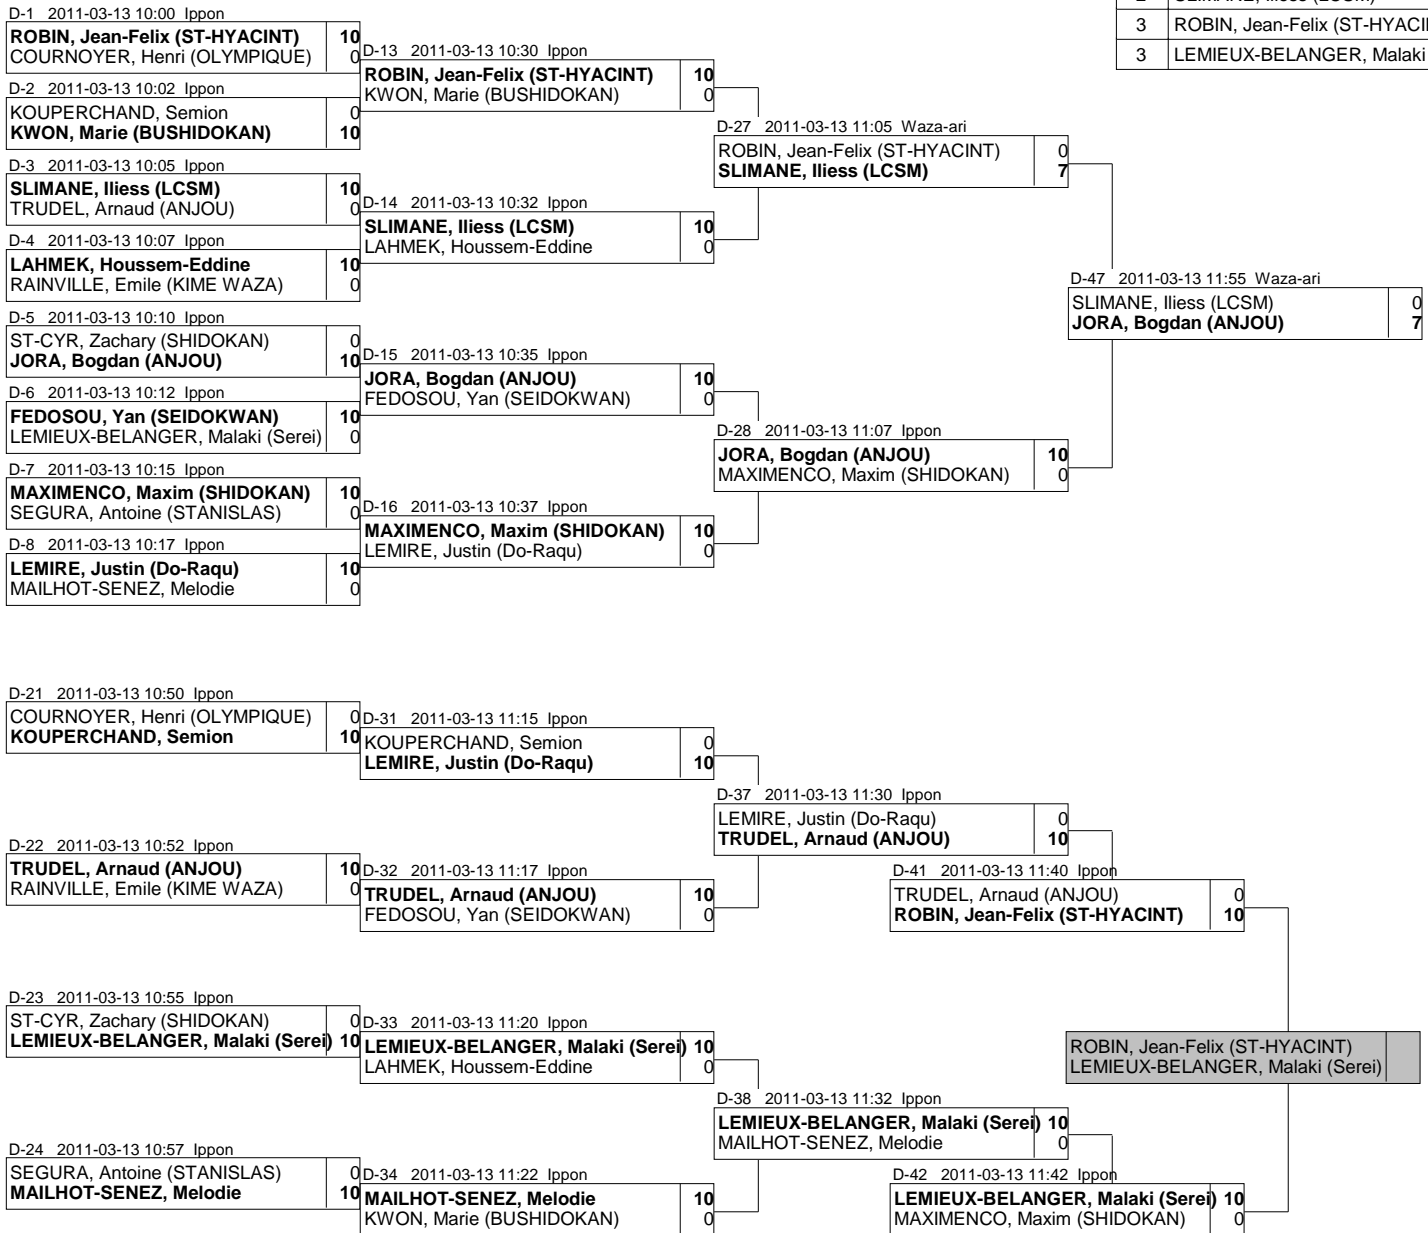 2 SLIMANE, Iliess (LCSM)
3 ROBIN, Jean-Felix (ST-HYACI
3 LEMIEUX-BELANGER, Malaki
D-1 2011-03-13 10:00 Ippon
ROBIN, Jean-Felix (ST-HYACINT) 10
COURNOYER, Henri (OLYMPIQUE) 0
D-2 2011-03-13 10:02 Ippon
KOUPERCHAND, Semion 0
KWON, Marie (BUSHIDOKAN) 10
D-3 2011-03-13 10:05 Ippon
SLIMANE, Iliess (LCSM) 10
TRUDEL, Arnaud (ANJOU) 0
D-4 2011-03-13 10:07 Ippon
LAHMEK, Houssem-Eddine 10
RAINVILLE, Emile (KIME WAZA) 0
D-5 2011-03-13 10:10 Ippon
ST-CYR, Zachary (SHIDOKAN) 0
JORA, Bogdan (ANJOU) 10
D-6 2011-03-13 10:12 Ippon
FEDOSOU, Yan (SEIDOKWAN) 10
LEMIEUX-BELANGER, Malaki (Serei) 0
D-7 2011-03-13 10:15 Ippon
MAXIMENCO, Maxim (SHIDOKAN) 10
SEGURA, Antoine (STANISLAS) 0
D-8 2011-03-13 10:17 Ippon
LEMIRE, Justin (Do-Raqu) 10
MAILHOT-SENEZ, Melodie 0
D-13 2011-03-13 10:30 Ippon
ROBIN, Jean-Felix (ST-HYACINT) 10
KWON, Marie (BUSHIDOKAN) 0
D-14 2011-03-13 10:32 Ippon
SLIMANE, Iliess (LCSM) 10
LAHMEK, Houssem-Eddine 0
D-15 2011-03-13 10:35 Ippon
JORA, Bogdan (ANJOU) 10
FEDOSOU, Yan (SEIDOKWAN) 0
D-16 2011-03-13 10:37 Ippon
MAXIMENCO, Maxim (SHIDOKAN) 10
LEMIRE, Justin (Do-Raqu) 0
D-27 2011-03-13 11:05 Waza-ari
ROBIN, Jean-Felix (ST-HYACINT) 0
SLIMANE, Iliess (LCSM) 7
D-28 2011-03-13 11:07 Ippon
JORA, Bogdan (ANJOU) 10
MAXIMENCO, Maxim (SHIDOKAN) 0
D-47 2011-03-13 11:55 Waza-ari
SLIMANE, Iliess (LCSM) 0
JORA, Bogdan (ANJOU) 7
D-21 2011-03-13 10:50 Ippon
COURNOYER, Henri (OLYMPIQUE) 0
KOUPERCHAND, Semion 10
D-22 2011-03-13 10:52 Ippon
TRUDEL, Arnaud (ANJOU) 10
RAINVILLE, Emile (KIME WAZA) 0
D-23 2011-03-13 10:55 Ippon
ST-CYR, Zachary (SHIDOKAN) 0
LEMIEUX-BELANGER, Malaki (Serei) 10
D-24 2011-03-13 10:57 Ippon
SEGURA, Antoine (STANISLAS) 0
MAILHOT-SENEZ, Melodie 10
D-31 2011-03-13 11:15 Ippon
KOUPERCHAND, Semion 0
LEMIRE, Justin (Do-Raqu) 10
D-32 2011-03-13 11:17 Ippon
TRUDEL, Arnaud (ANJOU) 10
FEDOSOU, Yan (SEIDOKWAN) 0
D-33 2011-03-13 11:20 Ippon
LEMIEUX-BELANGER, Malaki (Serei) 10
LAHMEK, Houssem-Eddine 0
D-34 2011-03-13 11:22 Ippon
MAILHOT-SENEZ, Melodie 10
KWON, Marie (BUSHIDOKAN) 0
D-37 2011-03-13 11:30 Ippon
LEMIRE, Justin (Do-Raqu) 0
TRUDEL, Arnaud (ANJOU) 10
D-38 2011-03-13 11:32 Ippon
LEMIEUX-BELANGER, Malaki (Serei) 10
MAILHOT-SENEZ, Melodie 0
D-41 2011-03-13 11:40 Ippon
TRUDEL, Arnaud (ANJOU) 0
ROBIN, Jean-Felix (ST-HYACINT) 10
D-42 2011-03-13 11:42 Ippon
LEMIEUX-BELANGER, Malaki (Serei) 10
MAXIMENCO, Maxim (SHIDOKAN) 0
ROBIN, Jean-Felix (ST-HYACINT)
LEMIEUX-BELANGER, Malaki (Serei)